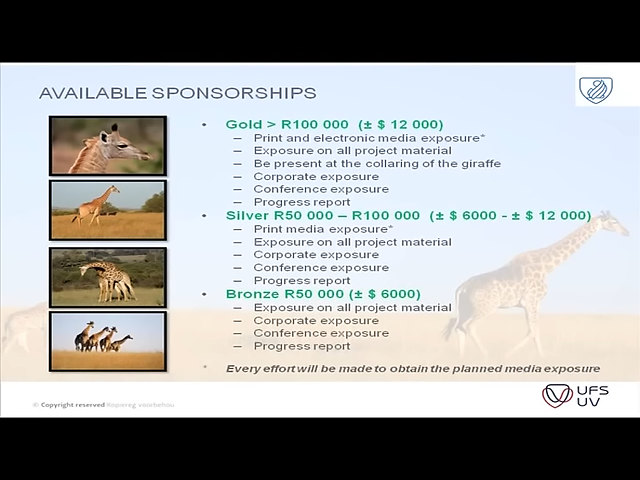 AVAILABLE SPONSORSHIPS
• Gold > R100 000 (± $ 12 000)
– Print and electronic media exposure*
– Exposure on all project material
– Be present at the collaring of the giraffe
– Corporate exposure
– Conference exposure
– Progress report
• Silver R50 000 – R100 000 (± $ 6000 - ± $ 12 000)
– Print media exposure*
– Exposure on all project material
– Corporate exposure
– Conference exposure
– Progress report
• Bronze R50 000 (± $ 6000)
– Exposure on all project material
– Corporate exposure
– Conference exposure
– Progress report
* Every effort will be made to obtain the planned media exposure
© Copyright reserved
UFS
UV